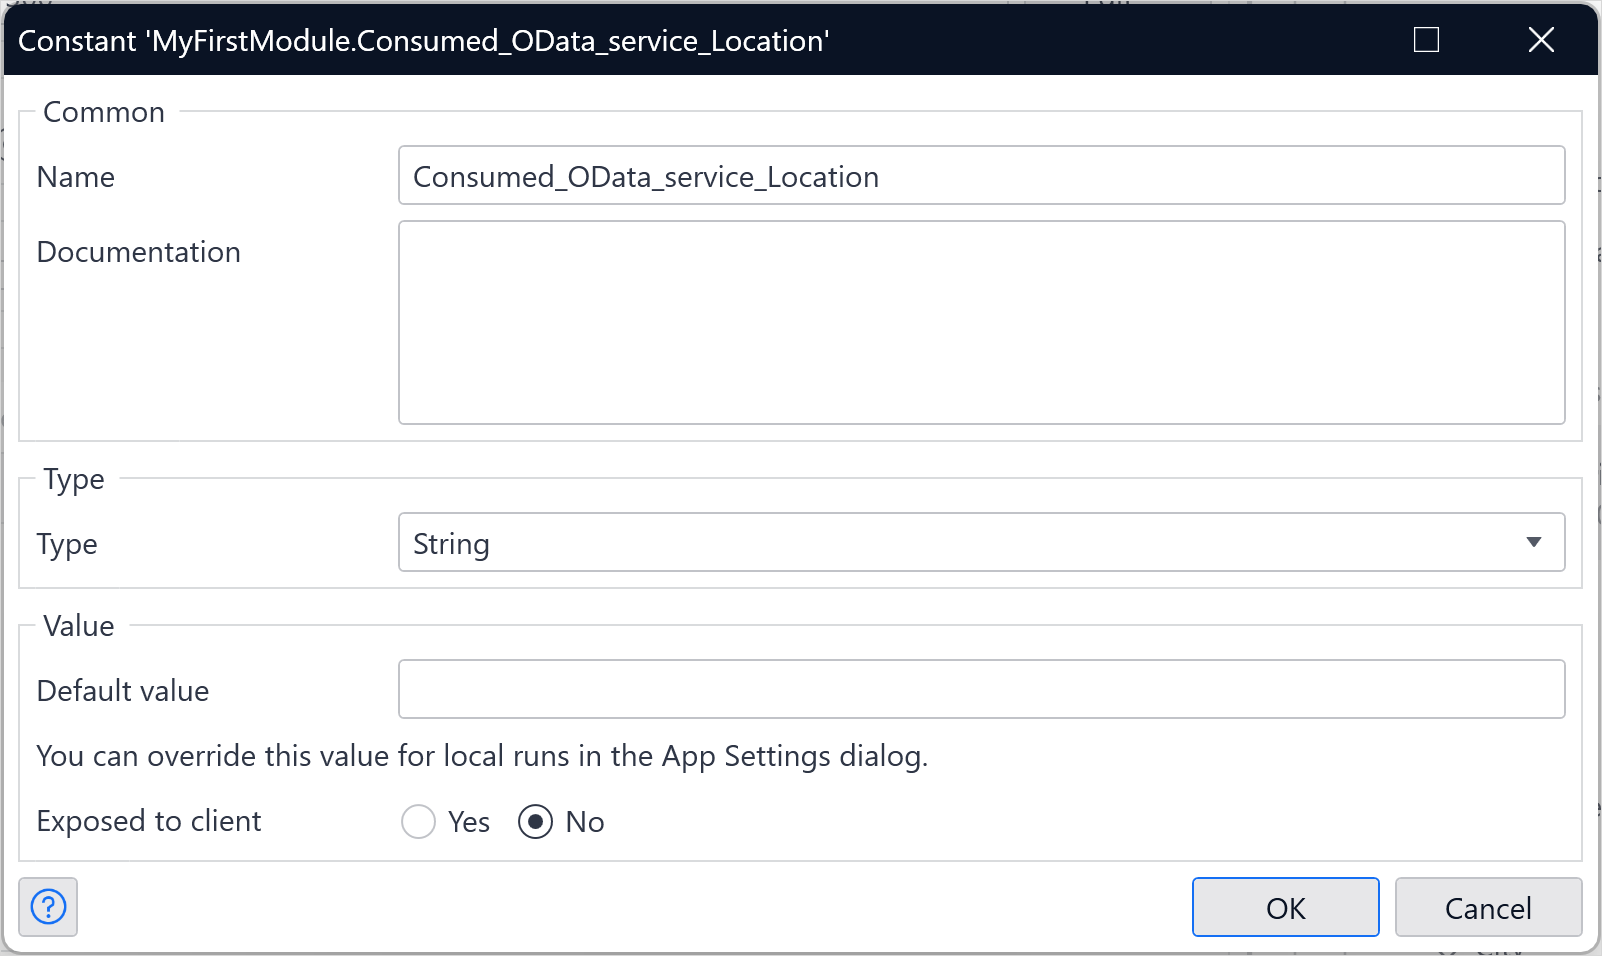 Constant 'MyFirstModule.Consumed_OData_service_Location'
Common
Name
Consumed_OData_service_Location
Documentation
Type
Type
String
Value
Default value
You can override this value for local runs in the App Settings dialog.
Exposed to client
Yes
No
?
OK
Cancel